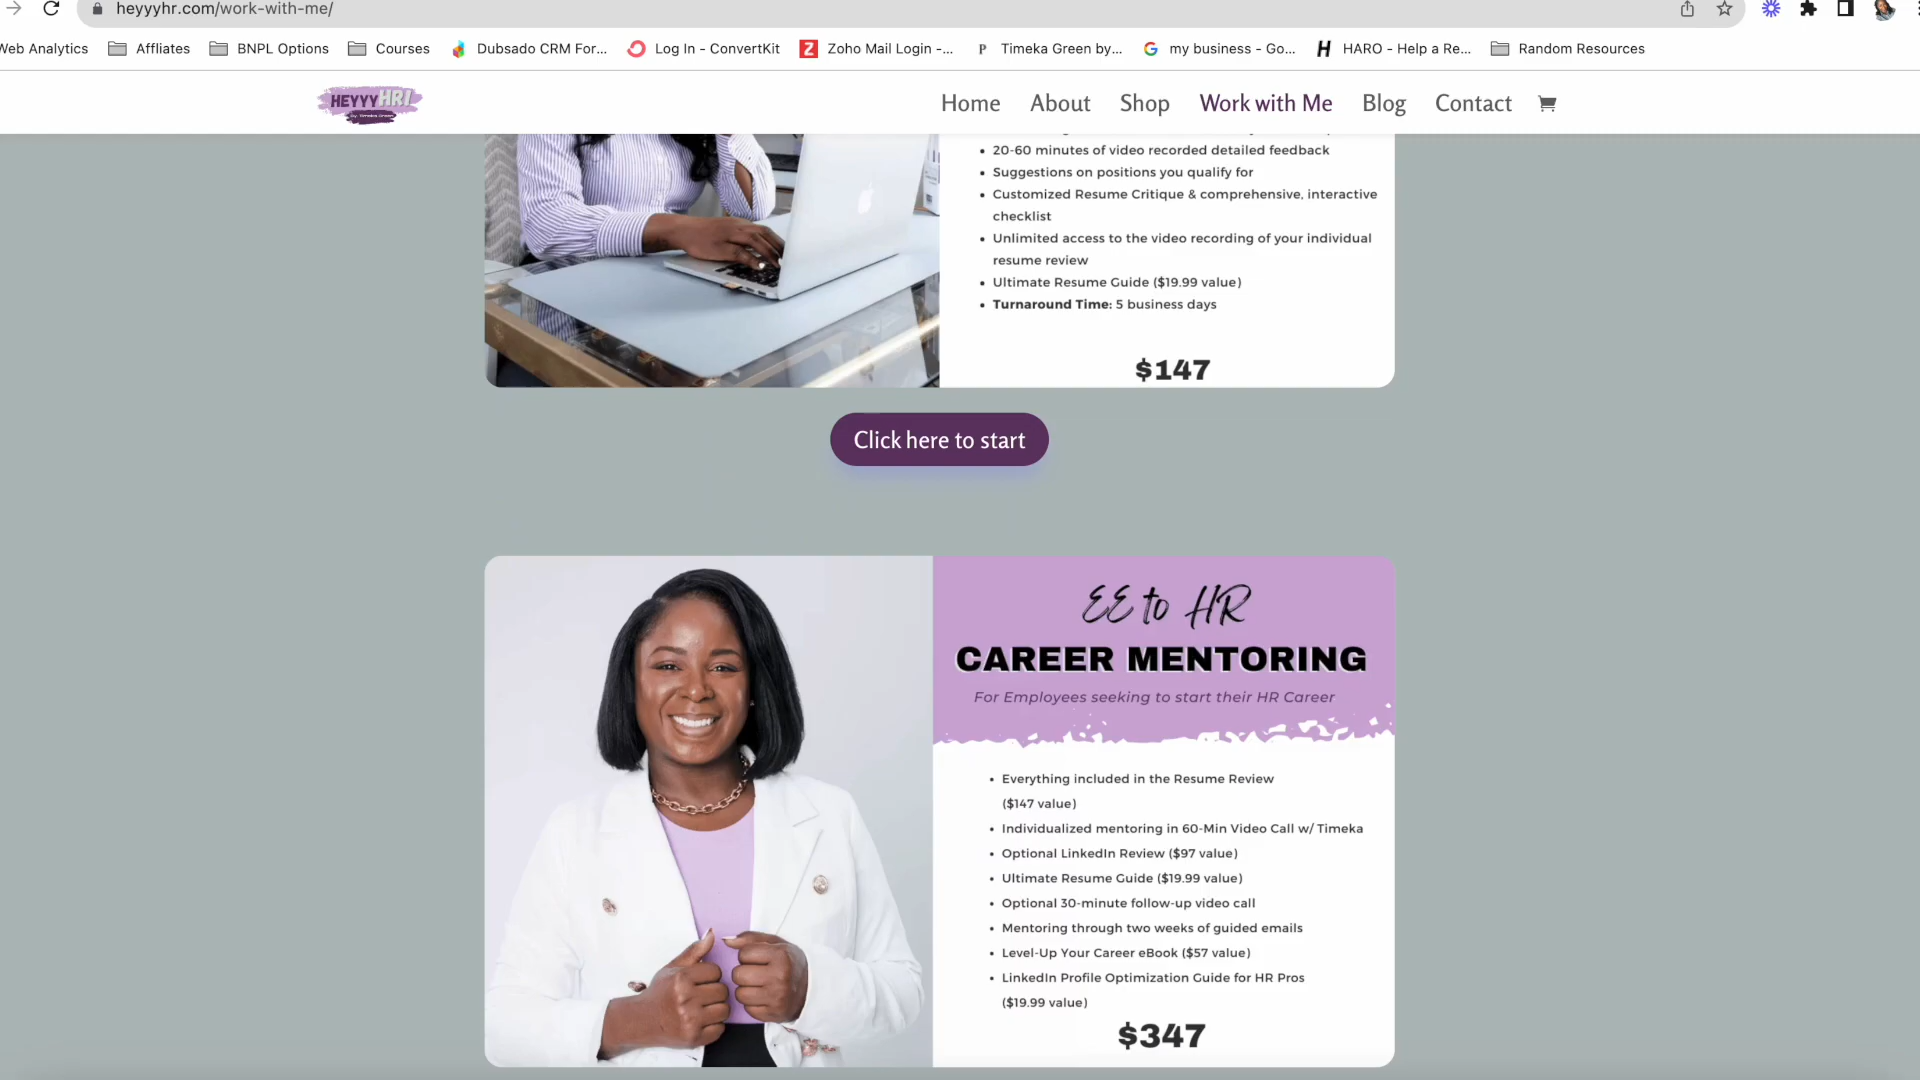 heyyyhr.com/work-with-me/
Web Analytics
Affliates
BNPL Options
Courses
Dubsado CRM For...
Log In - ConvertKit
Zoho Mail Login -...
Timeka Green by...
my business - Go...
HARO - Help a Re...
Random Resources
HEYYYHR!
by: Timeka Green
Home
About
Shop
Work with Me
Blog
Contact
• 20-60 minutes of video recorded detailed feedback
• Suggestions on positions you qualify for
• Customized Resume Critique & comprehensive, interactive
checklist
• Unlimited access to the video recording of your individual
resume review
• Ultimate Resume Guide ($19.99 value)
• Turnaround Time: 5 business days
$147
Click here to start
EE to HR
CAREER MENTORING
For Employees seeking to start their HR Career
• Everything included in the Resume Review
($147 value)
• Individualized mentoring in 60-Min Video Call w/ Timeka
• Optional LinkedIn Review ($97 value)
• Ultimate Resume Guide ($19.99 value)
• Optional 30-minute follow-up video call
• Mentoring through two weeks of guided emails
• Level-Up Your Career eBook ($57 value)
• LinkedIn Profile Optimization Guide for HR Pros
($19.99 value)
$347